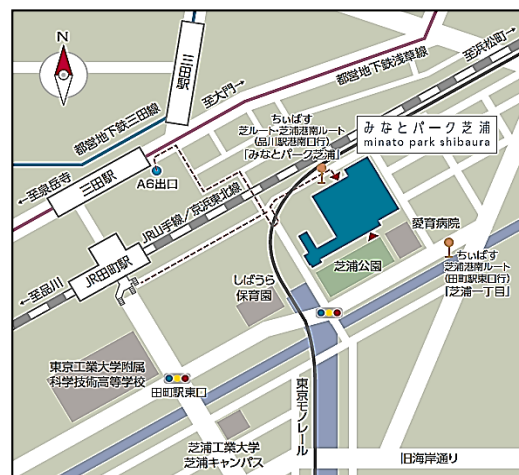 N
三田駅
至浜松町→
都営地下鉄浅草線
都営地下鉄三田線
至大門→
ちぃばす
芝ルート・芝浦港南ルート
(品川駅港南口行)
「みなとパーク芝浦」
みなとパーク芝浦
minato park shibaura
三田駅
←至泉岳寺
A6出口
JR山手線/京浜東北線
愛育病院
JR田町駅
←至品川
芝浦公園
ちぃばす
芝浦港南ルート
(田町駅東口行)
「芝浦一丁目」
しばうら
保育園
東京工業大学附属
科学技術高等学校
田町駅東口
東京モノレール
芝浦工業大学
芝浦キャンパス
旧海岸通り